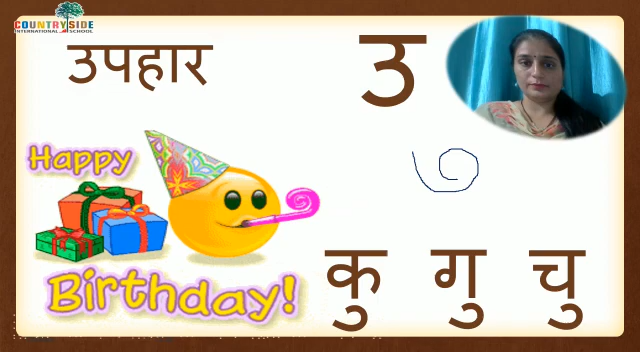 COUNTRYSIDE
INTERNATIONAL SCHOOL
उपहार
उ
Happy
Birthday!
कु गु चु